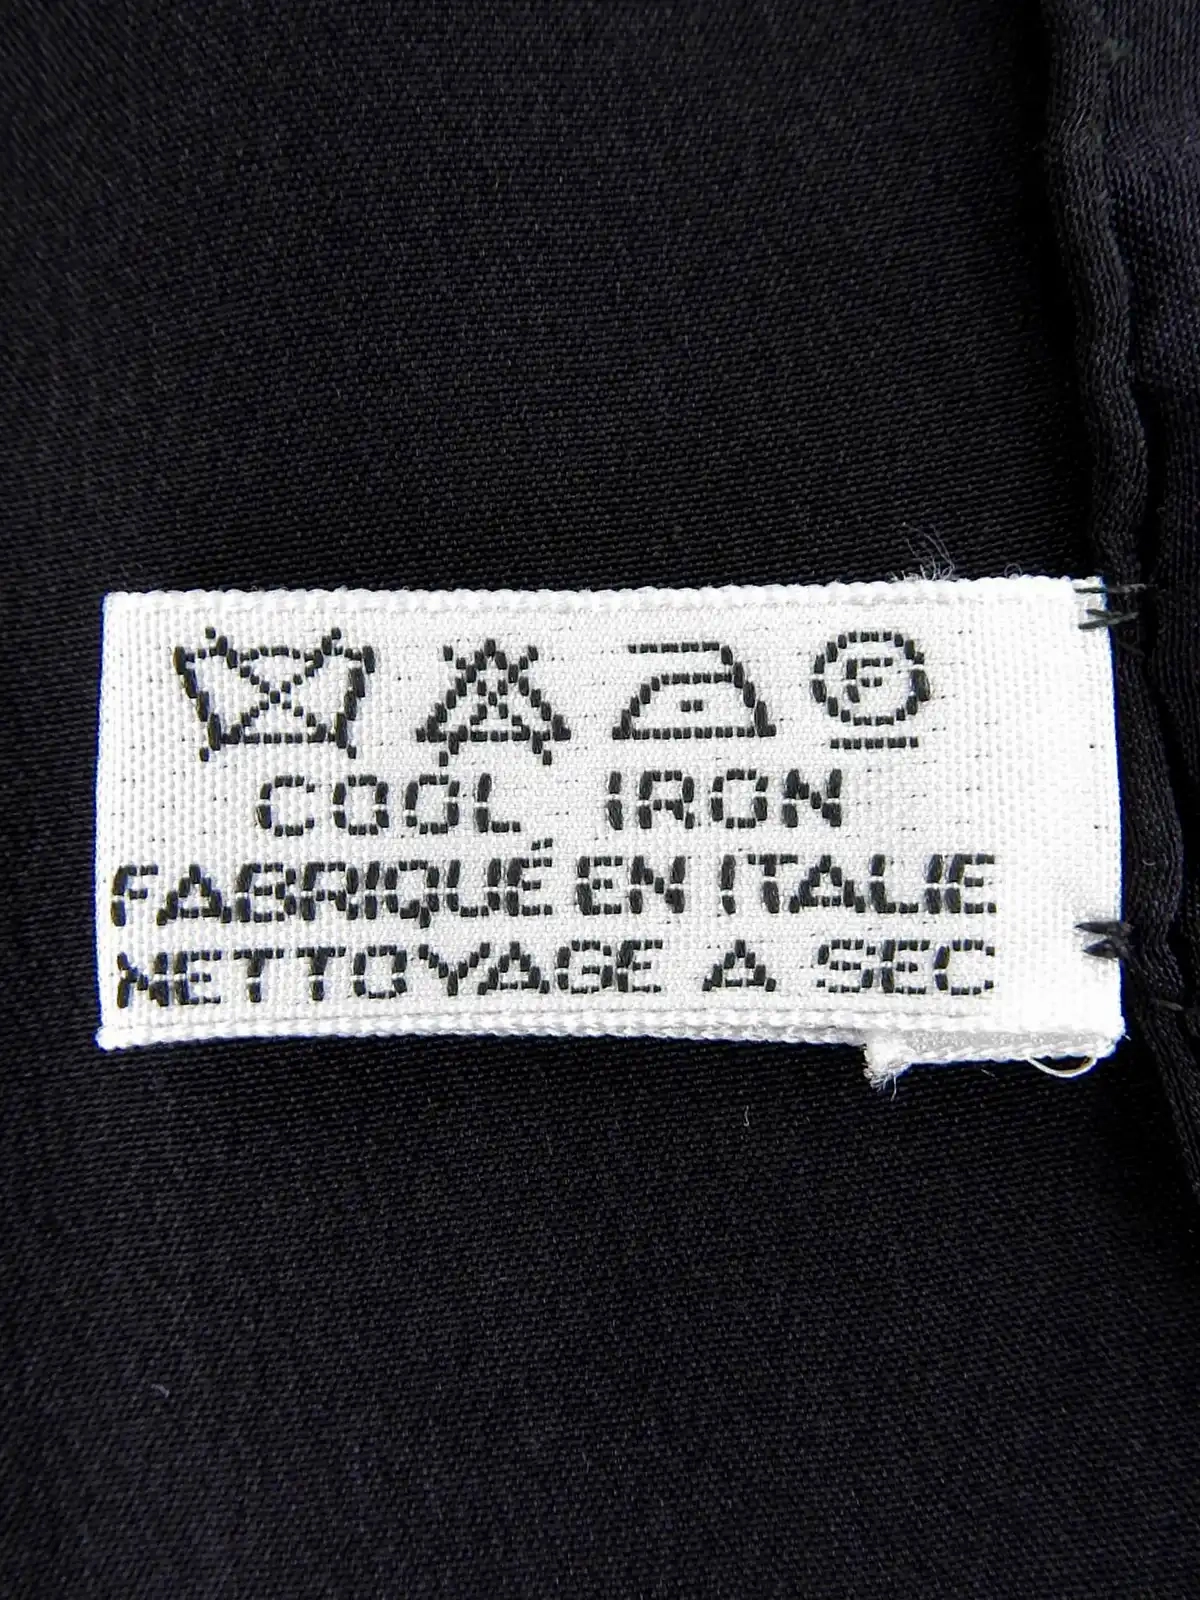 F
COOL IRON
FABRIQUÉ EN ITALIE
NETTOYAGE A SEC